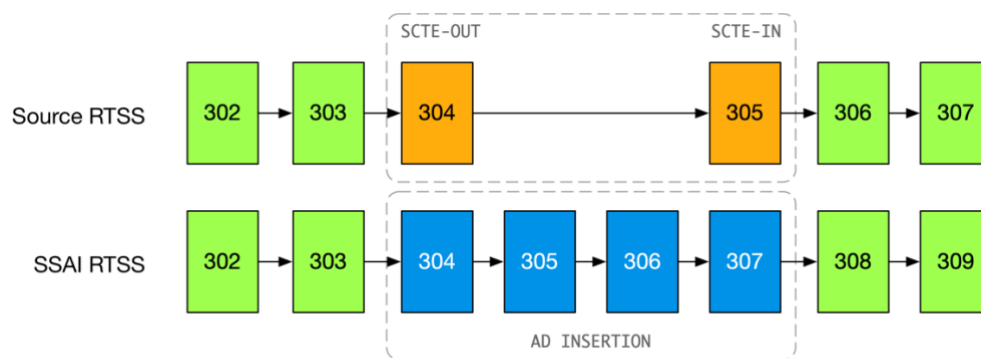 SCTE-OUT SCTE-IN
Source RTSS 302 303 304 305 306 307
SSAI RTSS 302 303 304 305 306 307 308 309
AD INSERTION